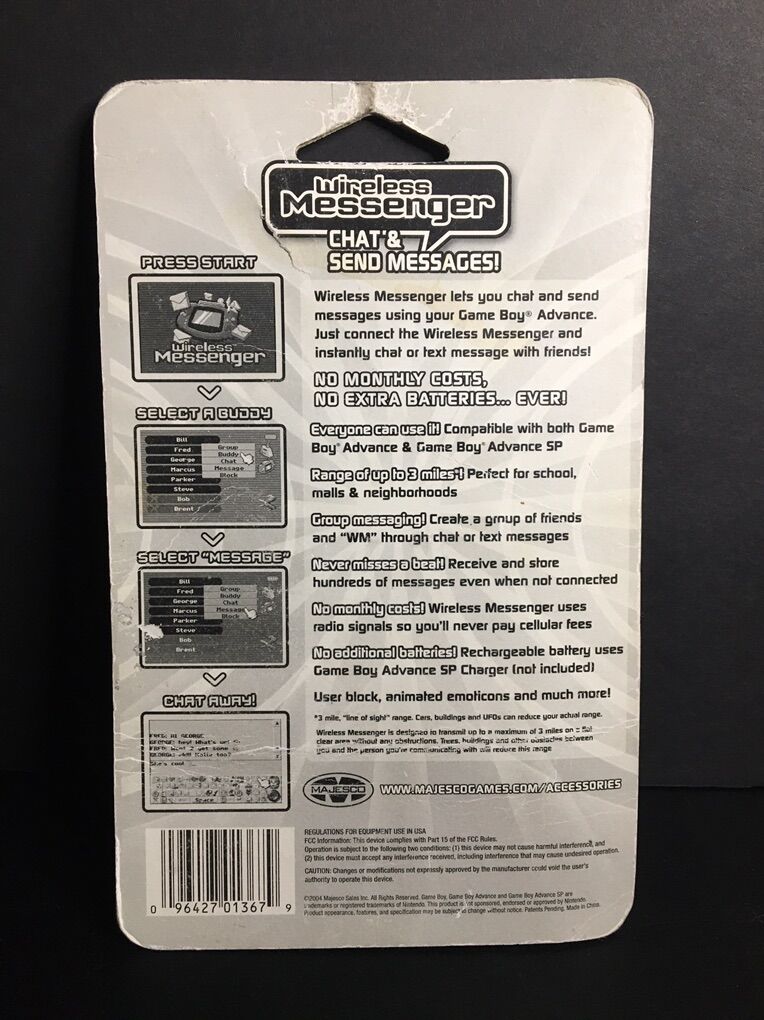 Wireless
Messenger
CHAT &
SEND MESSAGES!
PRESS START
Wireless
Messenger
SELECT A BUDDY
Bill
Fred
George
Marcus
Parker
Steve
Bob
Brent
Group
Buddy
Chat
Message
Block
SELECT "MESSAGE"
Bill
Fred
George
Marcus
Parker
Steve
Bob
Brent
Group
Buddy
Chat
Message
Block
CHAT AWAY!
FRED: Hi GEORGE
GEORGE: hey! What's up?
Space
Wireless Messenger lets you chat and send
messages using your Game Boy® Advance.
Just connect the Wireless Messenger and
instantly chat or text message with friends!
NO MONTHLY COSTS,
NO EXTRA BATTERIES... EVER!
Everyone can use it! Compatible with both Game
Boy® Advance & Game Boy® Advance SP
Range of up to 3 miles*! Perfect for school,
malls & neighborhoods
Group messaging! Create a group of friends
and "WM" through chat or text messages
Never misses a beat! Receive and store
hundreds of messages even when not connected
No monthly costs! Wireless Messenger uses
radio signals so you'll never pay cellular fees
No additional batteries! Rechargeable battery uses
Game Boy Advance SP Charger (not included)
User block, animated emoticons and much more!
*3 mile, "line of sight" range. Cars, buildings and UFOs can reduce your actual range.
Wireless Messenger is designed to transmit up to a maximum of 3 miles on a flat
clear area without any obstructions. Trees, buildings and other obstacles between
you and the person you're communicating with will reduce this range
MAJESCO
WWW.MAJESCOGAMES.COM/ACCESSORIES
REGULATIONS FOR EQUIPMENT USE IN USA
FCC Information: This device complies with Part 15 of the FCC Rules.
Operation is subject to the following two conditions: (1) this device may not cause harmful interference, and
(2) this device must accept any interference received, including interference that may cause undesired operation.
CAUTION: Changes or modifications not expressly approved by the manufacturer could void the user's
authority to operate this device.
©2004 Majesco Sales Inc. All Rights Reserved. Game Boy, Game Boy Advance and Game Boy Advance SP are
trademarks or registered trademarks of Nintendo. This product is not sponsored, endorsed or approved by Nintendo.
Product appearance, features, and specification may be subject to change without notice. Patents Pending. Made in China.
0 96427 01367 9